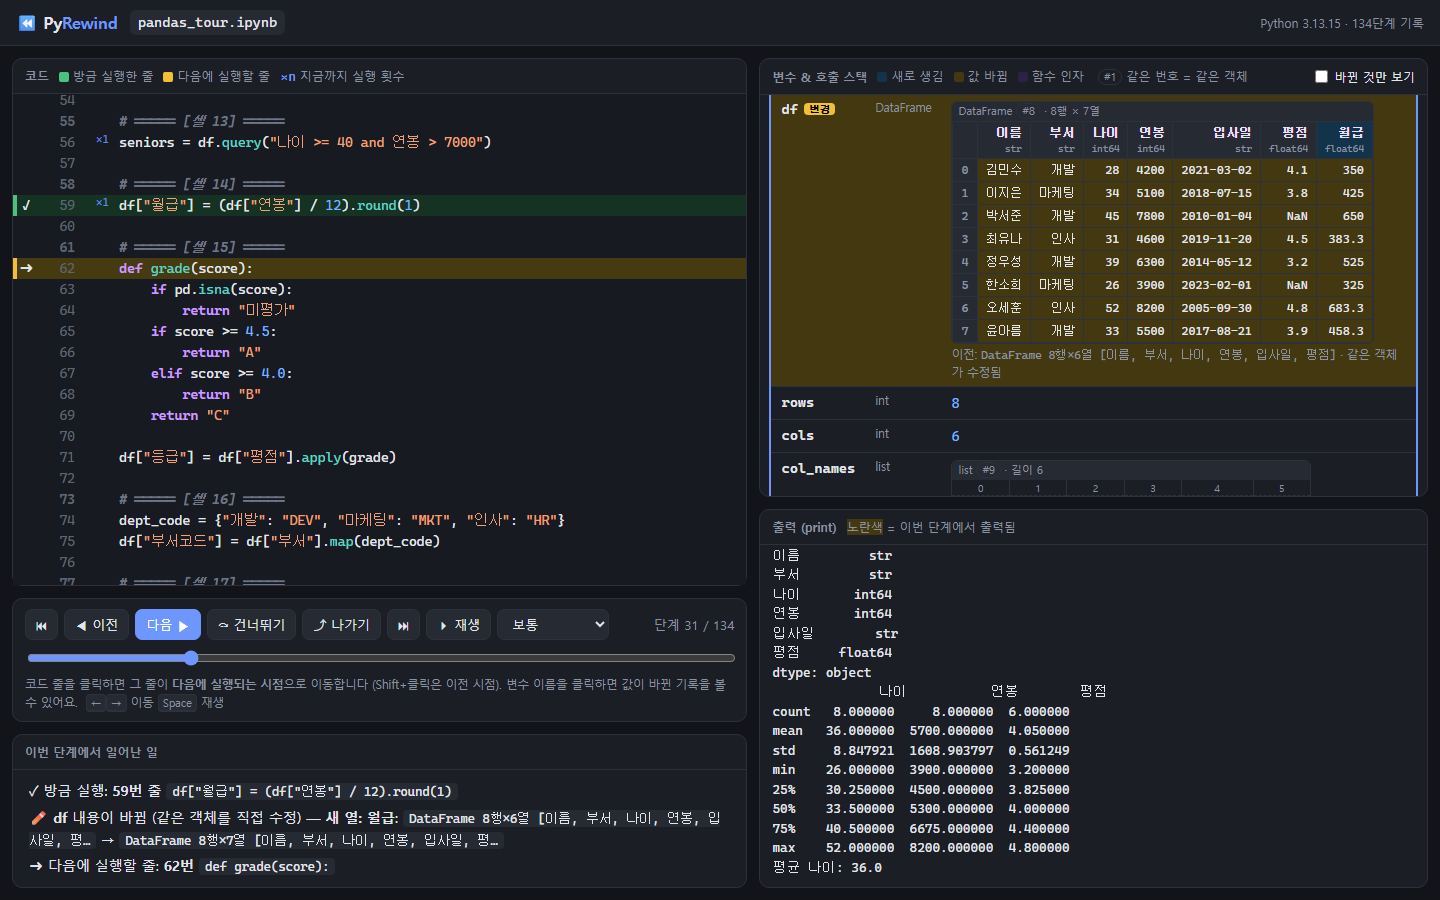 PyRewind pandas_tour.ipynb
Python 3.13.15 · 134단계 기록
코드 방금 실행한 줄 다음에 실행할 줄 ×n 지금까지 실행 횟수
54
55 # ══════ [셀 13] ══════
56 ×1 seniors = df.query("나이 >= 40 and 연봉 > 7000")
57
58 # ══════ [셀 14] ══════
✓ 59 ×1 df["월급"] = (df["연봉"] / 12).round(1)
60
61 # ══════ [셀 15] ══════
→ 62 def grade(score):
63 if pd.isna(score):
64 return "미평가"
65 if score >= 4.5:
66 return "A"
67 elif score >= 4.0:
68 return "B"
69 return "C"
70
71 df["등급"] = df["평점"].apply(grade)
72
73 # ══════ [셀 16] ══════
74 dept_code = {"개발": "DEV", "마케팅": "MKT", "인사": "HR"}
75 df["부서코드"] = df["부서"].map(dept_code)
76
77 # ══════ [셀 17] ══════
⏮ ◀ 이전 다음 ▶ 건너뛰기 나가기 ⏭ 재생 보통 단계 31 / 134
코드 줄을 클릭하면 그 줄이 다음에 실행되는 시점으로 이동합니다 (Shift+클릭은 이전 시점). 변수 이름을 클릭하면 값이 바뀐 기록을 볼
수 있어요. ← → 이동 Space 재생
이번 단계에서 일어난 일
✓ 방금 실행: 59번 줄 df["월급"] = (df["연봉"] / 12).round(1)
df 내용이 바뀜 (같은 객체를 직접 수정) — 새 열: 월급: DataFrame 8행×6열 [이름, 부서, 나이, 연봉, 입
사일, 평… → DataFrame 8행×7열 [이름, 부서, 나이, 연봉, 입사일, 평…
→ 다음에 실행할 줄: 62번 def grade(score):
변수 & 호출 스택 새로 생김 값 바뀜 함수 인자 #1 같은 번호 = 같은 객체 바뀐 것만 보기
df 변경 DataFrame
DataFrame #8 · 8행 × 7열
이름 부서 나이 연봉 입사일 평점 월급
str str int64 int64 str float64 float64
0 김민수 개발 28 4200 2021-03-02 4.1 350
1 이지은 마케팅 34 5100 2018-07-15 3.8 425
2 박서준 개발 45 7800 2010-01-04 NaN 650
3 최유나 인사 31 4600 2019-11-20 4.5 383.3
4 정우성 개발 39 6300 2014-05-12 3.2 525
5 한소희 마케팅 26 3900 2023-02-01 NaN 325
6 오세훈 인사 52 8200 2005-09-30 4.8 683.3
7 윤아름 개발 33 5500 2017-08-21 3.9 458.3
이전: DataFrame 8행×6열 [이름, 부서, 나이, 연봉, 입사일, 평점] · 같은 객체
가 수정됨
rows int 8
cols int 6
col_names list
list #9 · 길이 6
0 1 2 3 4 5
출력 (print) 노란색 = 이번 단계에서 출력됨
이름 str
부서 str
나이 int64
연봉 int64
입사일 str
평점 float64
dtype: object
나이 연봉 평점
count 8.000000 8.000000 6.000000
mean 36.000000 5700.000000 4.050000
std 8.847921 1608.903797 0.561249
min 26.000000 3900.000000 3.200000
25% 30.250000 4500.000000 3.825000
50% 33.500000 5300.000000 4.000000
75% 40.500000 6675.000000 4.400000
max 52.000000 8200.000000 4.800000
평균 나이: 36.0